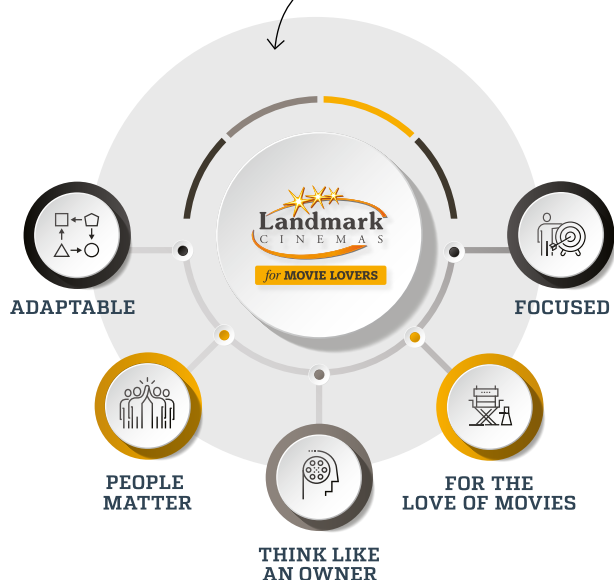 Landmark
CINEMAS
for MOVIE LOVERS
ADAPTABLE
FOCUSED
PEOPLE
MATTER
FOR THE
LOVE OF MOVIES
THINK LIKE
AN OWNER